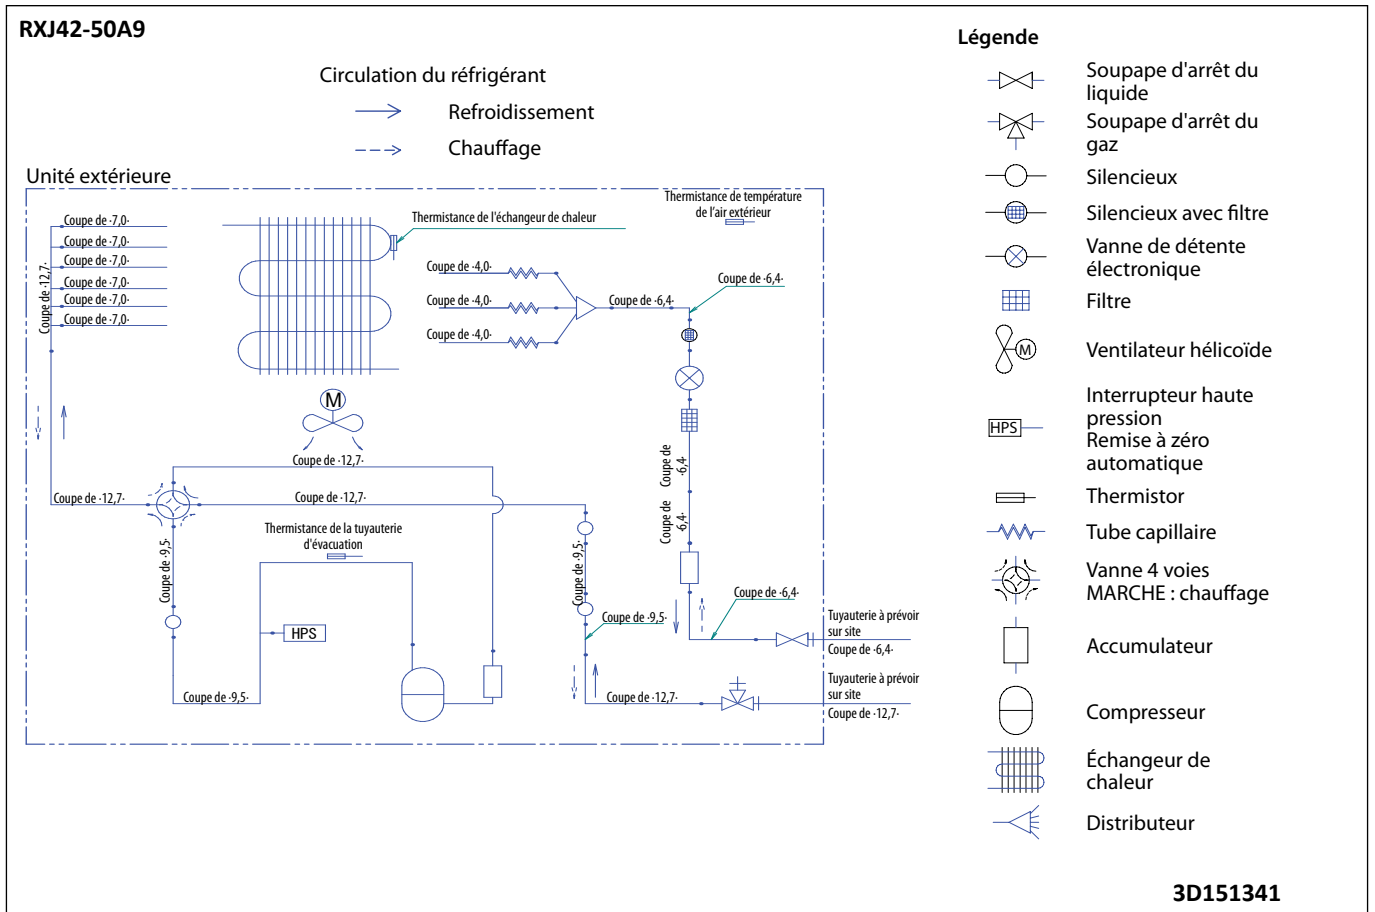 RXJ42-50A9
Circulation du réfrigérant
Refroidissement
Chauffage
Unité extérieure
Coupe de ·7,0·
Coupe de ·7,0·
Coupe de ·7,0·
Coupe de ·7,0·
Coupe de ·7,0·
Coupe de ·7,0·
Coupe de ·12,7·
Thermistance de l'échangeur de chaleur
Thermistance de température
de l'air extérieur
Coupe de ·4,0·
Coupe de ·4,0·
Coupe de ·4,0·
Coupe de ·6,4·
Coupe de ·6,4·
M
Coupe de ·12,7·
Coupe de ·12,7·
Coupe de ·12,7·
Coupe de
·6,4·
Coupe de
·6,4·
Thermistance de la tuyauterie
d'évacuation
Coupe de ·9,5·
Coupe de ·9,5·
HPS
Coupe de ·9,5·
Coupe de ·9,5·
Coupe de ·6,4·
Tuyauterie à prévoir
sur site
Coupe de ·6,4·
Coupe de ·12,7·
Tuyauterie à prévoir
sur site
Coupe de ·12,7·
Légende
Soupape d'arrêt du
liquide
Soupape d'arrêt du
gaz
Silencieux
Silencieux avec filtre
Vanne de détente
électronique
Filtre
M
Ventilateur hélicoïde
HPS
Interrupteur haute
pression
Remise à zéro
automatique
Thermistor
Tube capillaire
Vanne 4 voies
MARCHE : chauffage
Accumulateur
Compresseur
Échangeur de
chaleur
Distributeur
3D151341